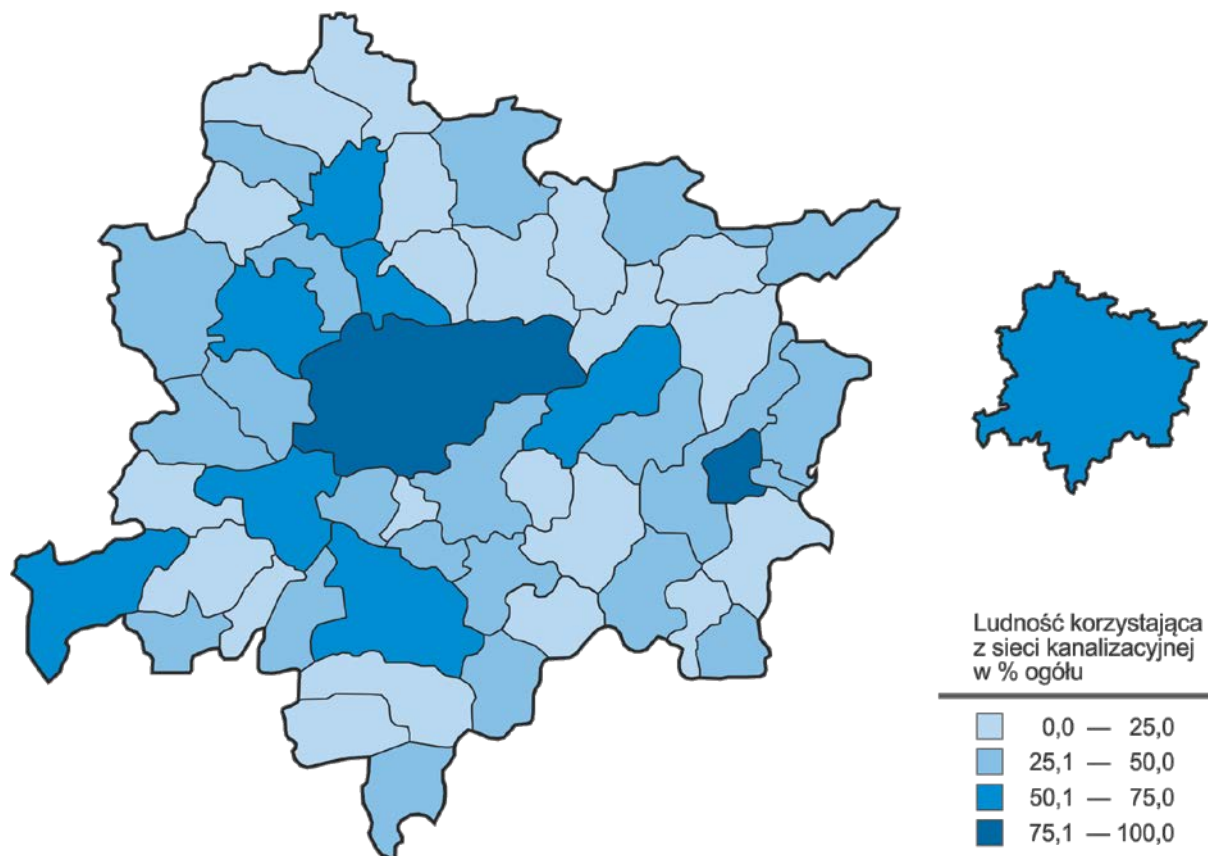 Ludność korzystająca
z sieci kanalizacyjnej
w % ogółu
0,0 — 25,0
25,1 — 50,0
50,1 — 75,0
75,1 — 100,0